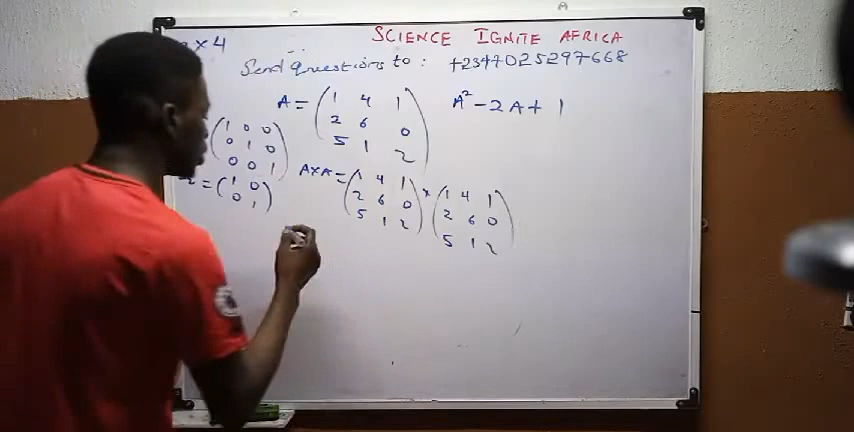 SCIENCE IGNITE AFRICA
x 4
Send questions to : +2347025297668
A = (1 4 1
2 6 0
5 1 2)
A² - 2A + 1
(1 0 0
0 1 0
0 0 1)
= (1 0
0 1)
A×A = (1 4 1
2 6 0
5 1 2) × (1 4 1
2 6 0
5 1 2)